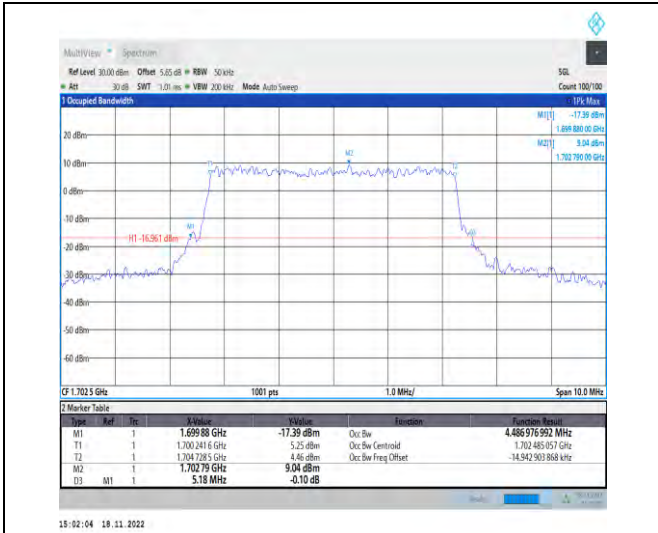 MultiView Spectrum
Ref Level 30.00 dBm Offset 5.65 dB RBW 50 kHz SGL
Att 30 dB SWT 1.01 ms VBW 200 kHz Mode Auto Sweep Count 100/100
1 Occupied Bandwidth 1Pk Max
M1[1] -17.39 dBm
1.699 880 00 GHz
M2[1] 9.04 dBm
1.702 790 00 GHz
20 dBm
M2
10 dBm
T1
T2
0 dBm
-10 dBm
M1
H1 -16.961 dBm
-20 dBm
-30 dBm
-40 dBm
-50 dBm
-60 dBm
CF 1.702 5 GHz 1001 pts 1.0 MHz/ Span 10.0 MHz
2 Marker Table
Type Ref Trc X-Value Y-Value Function Function Result
M1 1 1.699 88 GHz -17.39 dBm Occ Bw 4.486 976 992 MHz
T1 1 1.700 241 6 GHz 5.25 dBm Occ Bw Centroid 1.702 485 057 GHz
T2 1 1.704 728 5 GHz 4.46 dBm Occ Bw Freq Offset -14.942 903 868 kHz
M2 1 1.702 79 GHz 9.04 dBm
D3 M1 1 5.18 MHz -0.10 dB
15:02:04 18.11.2022